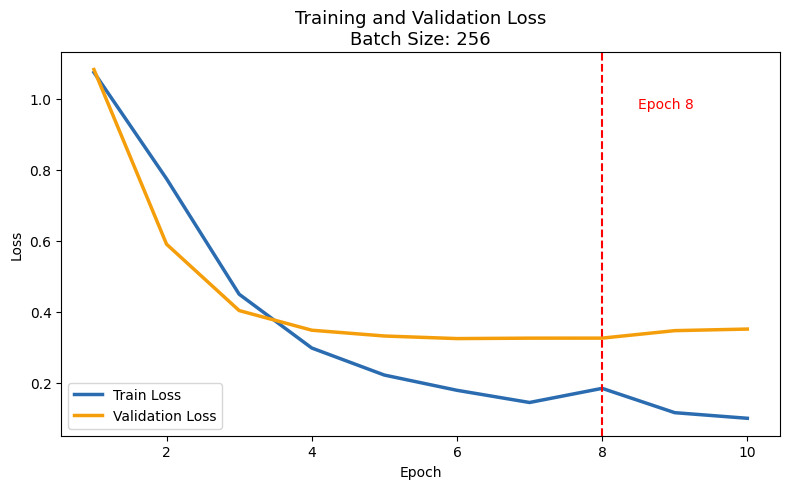 Training and Validation Loss
Batch Size: 256
Epoch 8
1.0
0.8
0.6
0.4
0.2
Loss
Train Loss
Validation Loss
2
4
6
8
10
Epoch